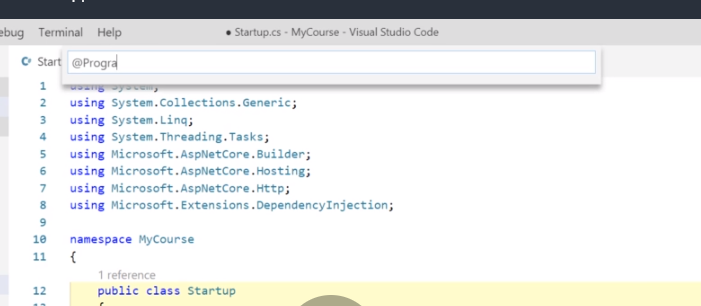 ebug Terminal Help ● Startup.cs - MyCourse - Visual Studio Code
C# Start @Progra
1 using System;
2 using System.Collections.Generic;
3 using System.Linq;
4 using System.Threading.Tasks;
5 using Microsoft.AspNetCore.Builder;
6 using Microsoft.AspNetCore.Hosting;
7 using Microsoft.AspNetCore.Http;
8 using Microsoft.Extensions.DependencyInjection;
9
10 namespace MyCourse
11 {
1 reference
12 public class Startup